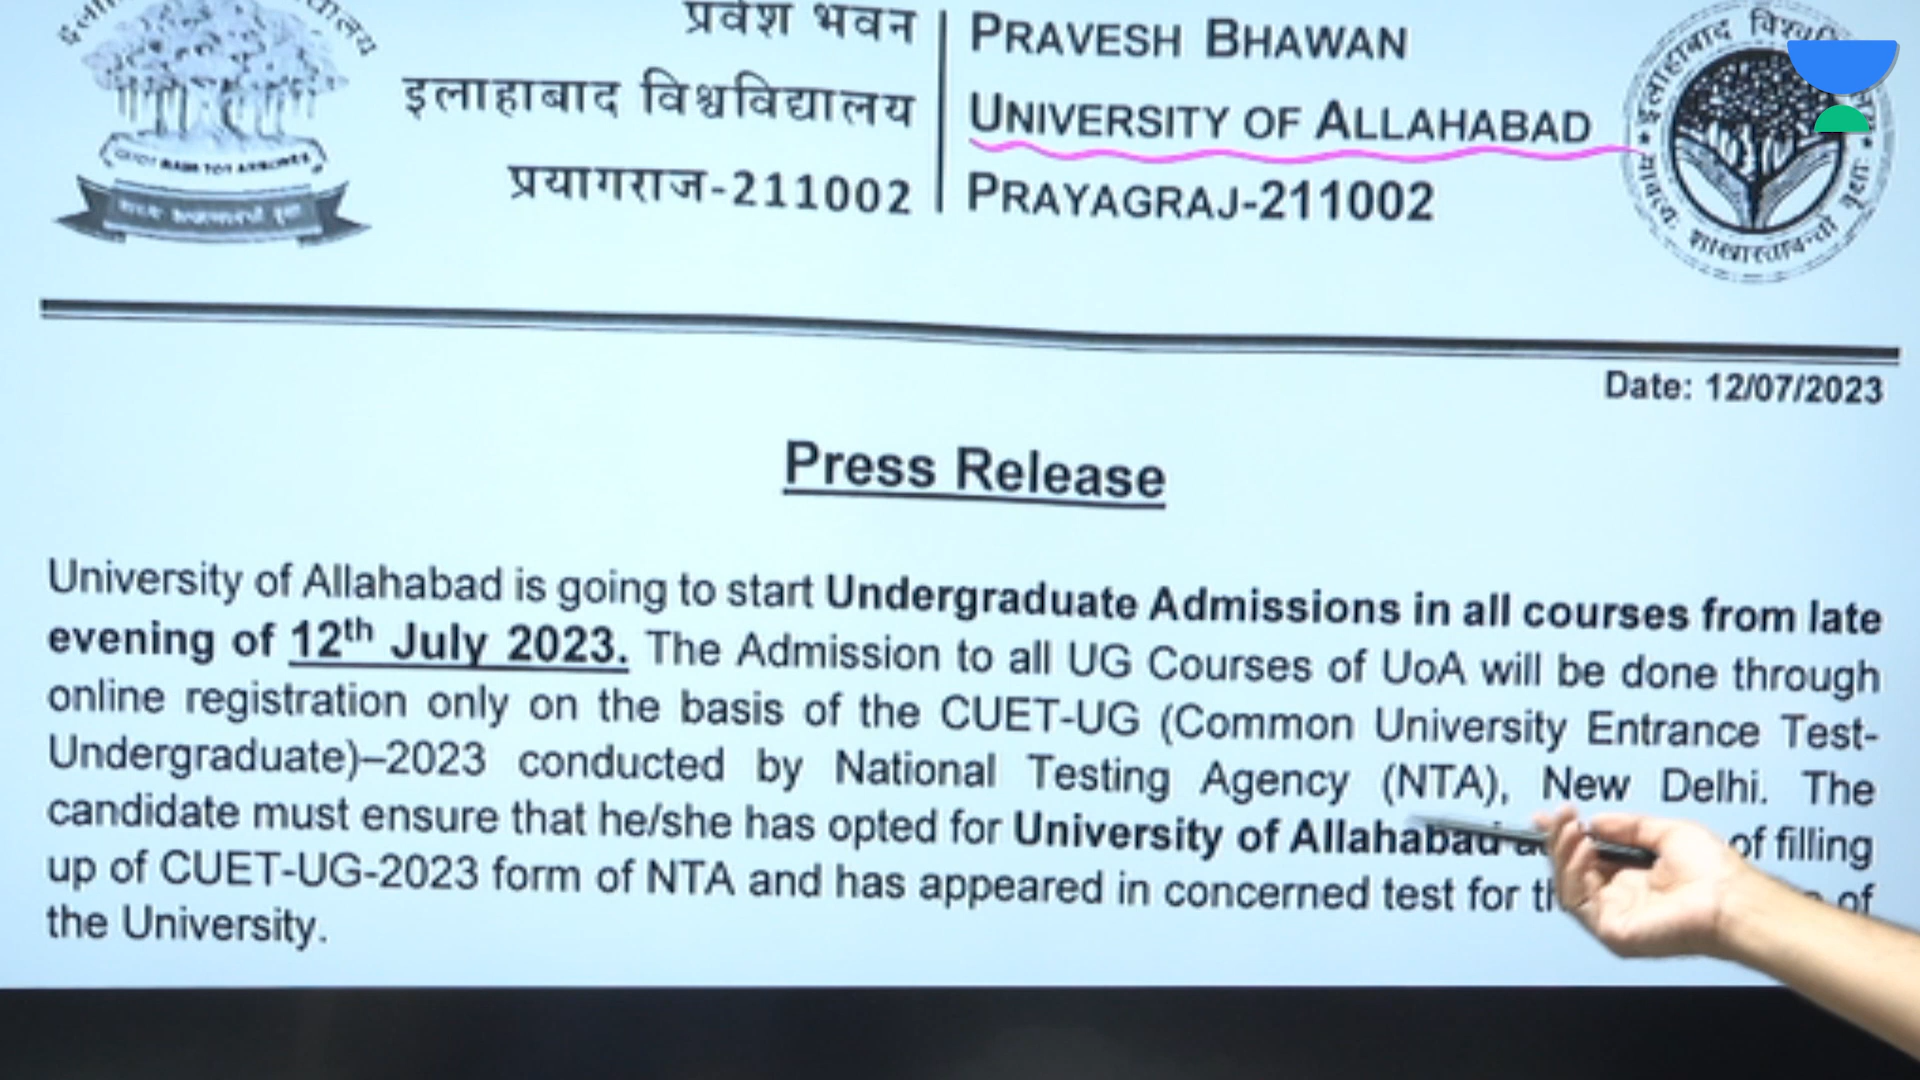 प्रवेश भवन
इलाहाबाद विश्वविद्यालय
प्रयागराज-211002
PRAVESH BHAWAN
UNIVERSITY OF ALLAHABAD
PRAYAGRAJ-211002
Date: 12/07/2023
Press Release
University of Allahabad is going to start Undergraduate Admissions in all courses from late
evening of 12th July 2023. The Admission to all UG Courses of UoA will be done through
online registration only on the basis of the CUET-UG (Common University Entrance Test-
Undergraduate)–2023 conducted by National Testing Agency (NTA), New Delhi. The
candidate must ensure that he/she has opted for University of Allahabad of filling
up of CUET-UG-2023 form of NTA and has appeared in concerned test for of
the University.